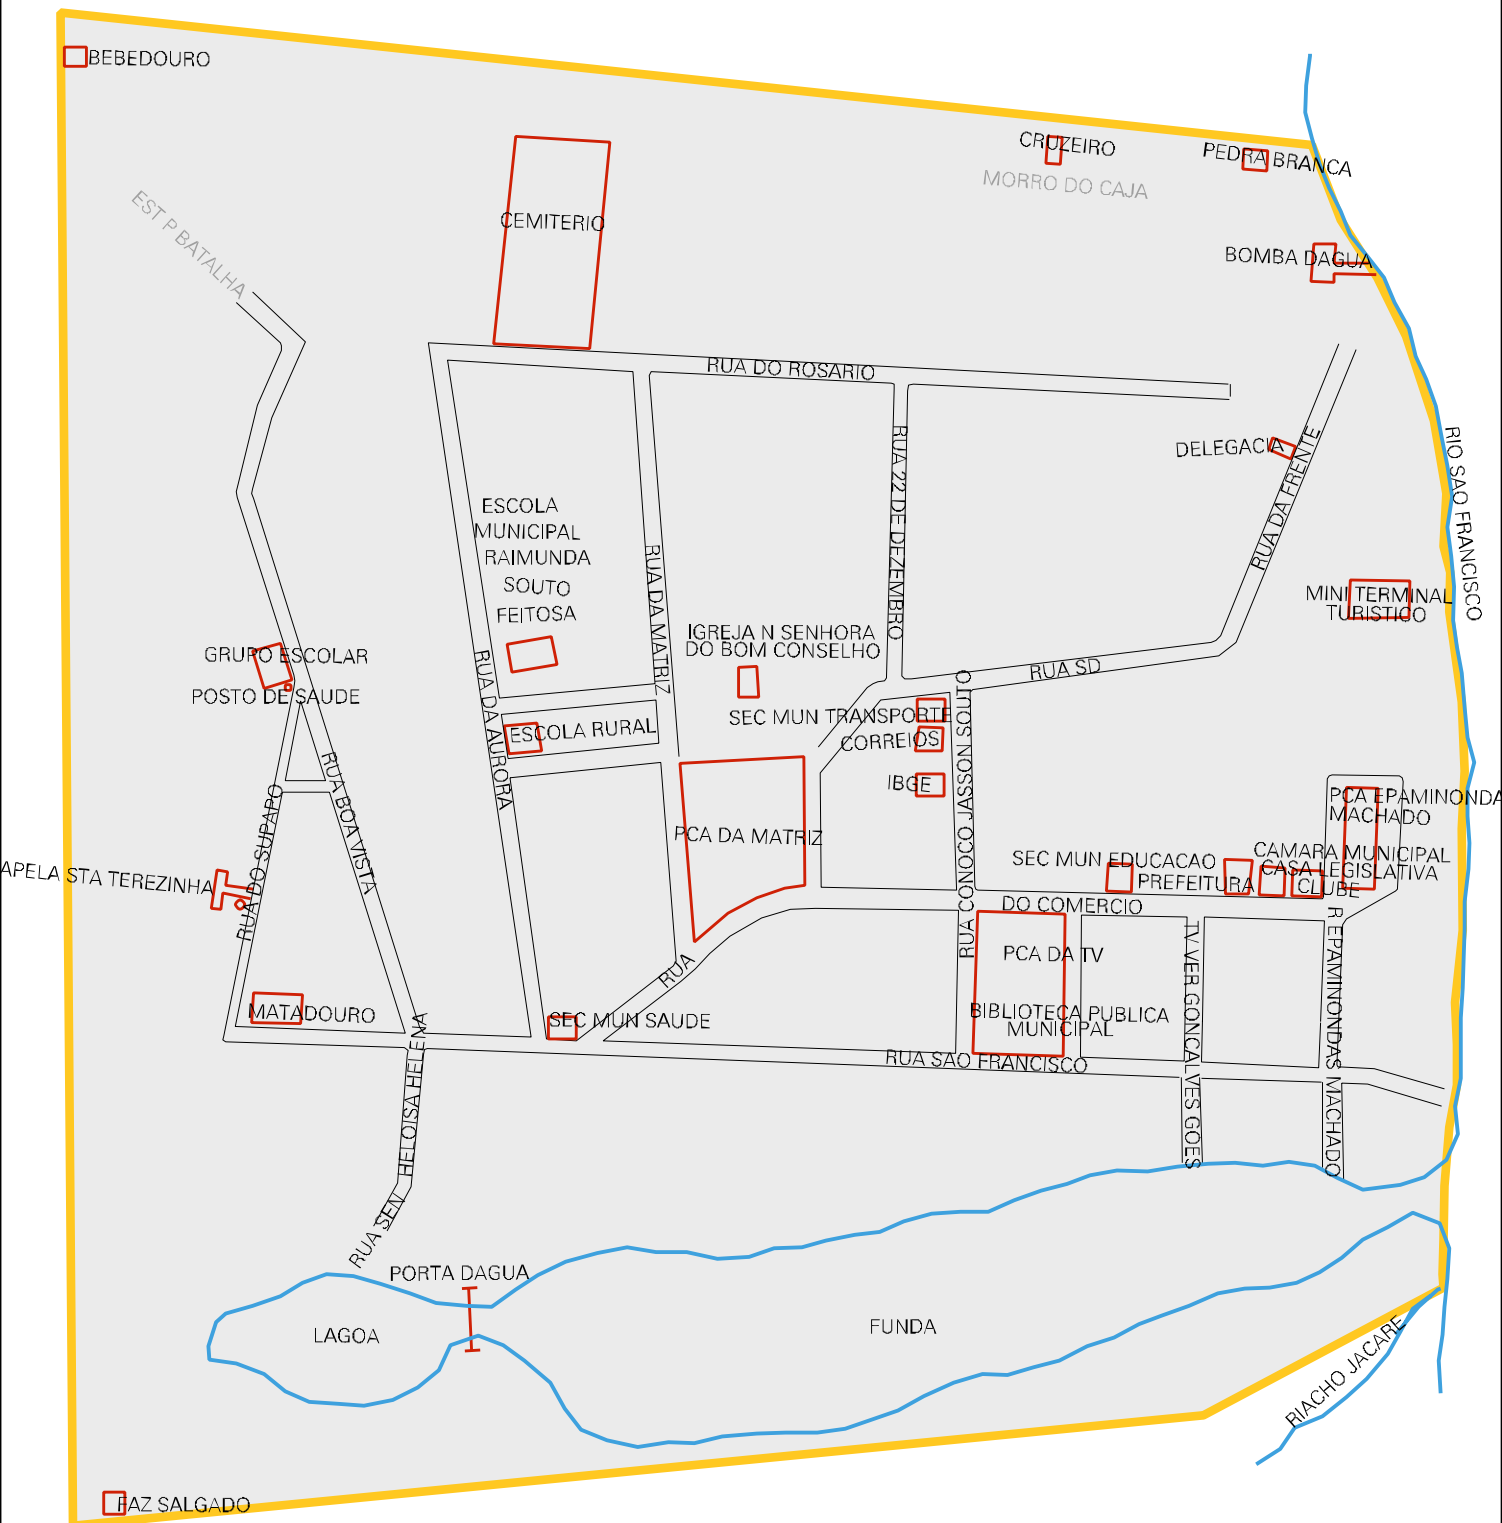 BEBEDOURO
CRUZEIRO
PEDRA BRANCA
MORRO DO CAJA
EST P BATALHA
CEMITERIO
BOMBA DAGUA
RUA DO ROSARIO
RUA 22 DE DEZEMBRO
DELEGACIA
RUA DA FRENTE
RIO SAO FRANCISCO
ESCOLA
MUNICIPAL
RAIMUNDA
SOUTO
FEITOSA
RUA DA MATRIZ
MINI TERMINAL
TURISTICO
IGREJA N SENHORA
DO BOM CONSELHO
GRUPO ESCOLAR
POSTO DE SAUDE
RUA DA AURORA
RUA SD
SEC MUN TRANSPORTE
ESCOLA RURAL
CORREIOS
IBGE
RUA CONOCO JASSON SOUTO
RUA BOA VISTA
RUA DO SUPAPO
PCA DA MATRIZ
PCA EPAMINONDA
MACHADO
SEC MUN EDUCACAO
CAMARA MUNICIPAL
CASA LEGISLATIVA
PREFEITURA
CLUBE
APELA STA TEREZINHA
RUA
DO COMERCIO
PCA DA TV
TV VER GONCALVES GOES
R EPAMINONDAS MACHADO
MATADOURO
SEC MUN SAUDE
BIBLIOTECA PUBLICA
MUNICIPAL
RUA SAO FRANCISCO
RUA SEN HELOISA HELENA
PORTA DAGUA
LAGOA
FUNDA
RIACHO JACARE
FAZ SALGADO